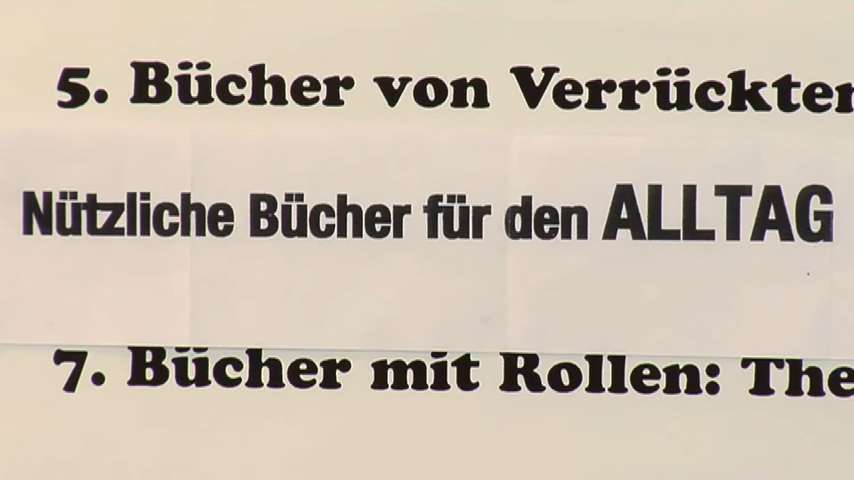 5. Bücher von Verrückten
Nützliche Bücher für den ALLTAG
7. Bücher mit Rollen: The